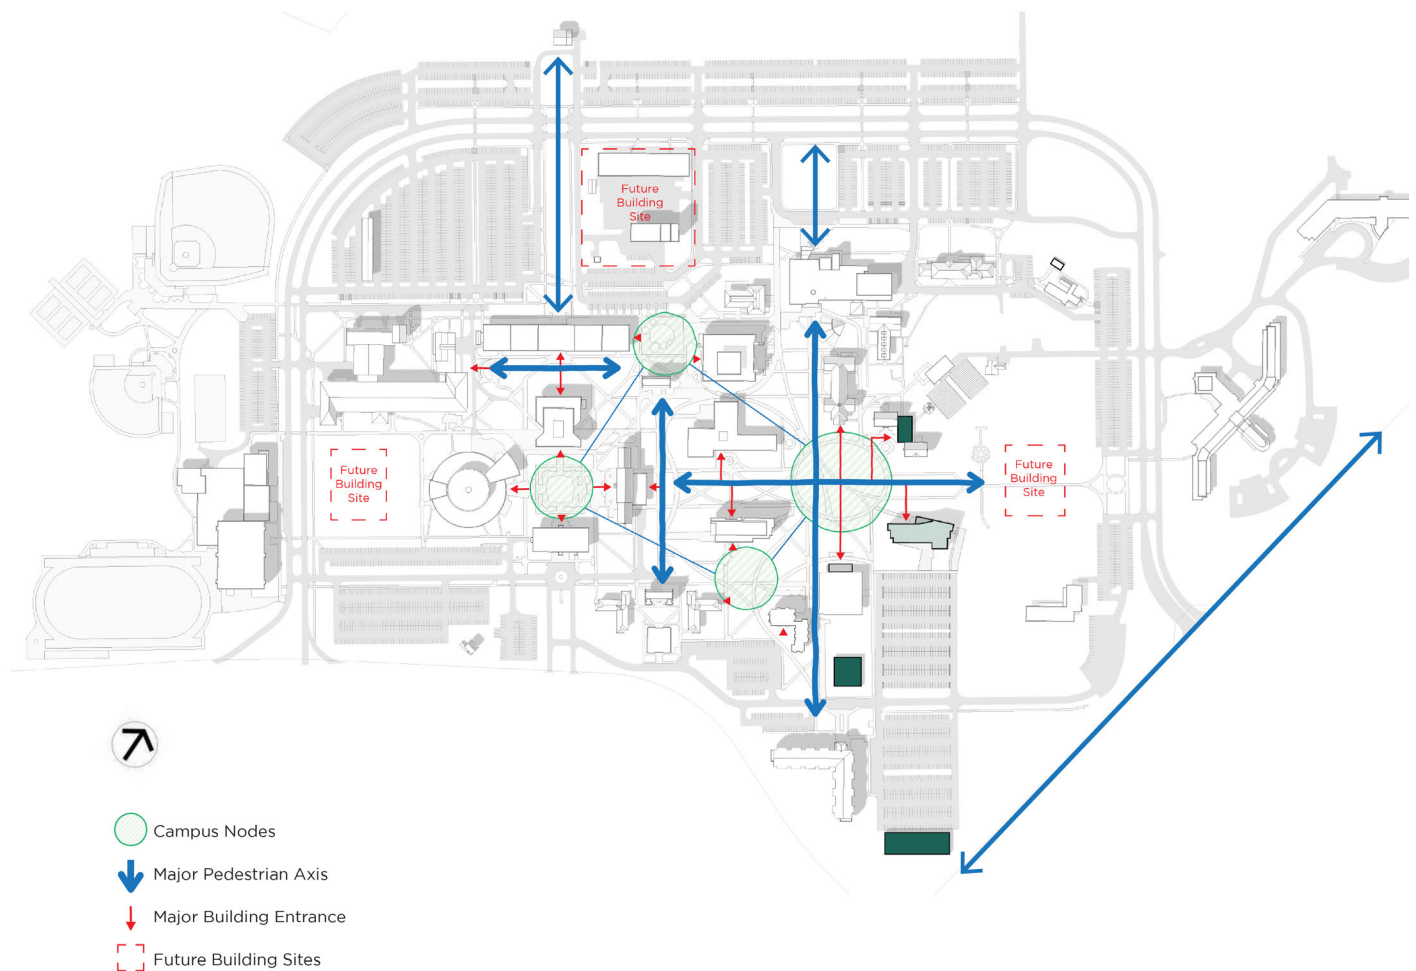 Future
Building
Site
Future
Building
Site
Future
Building
Site
Campus Nodes
Major Pedestrian Axis
Major Building Entrance
Future Building Sites